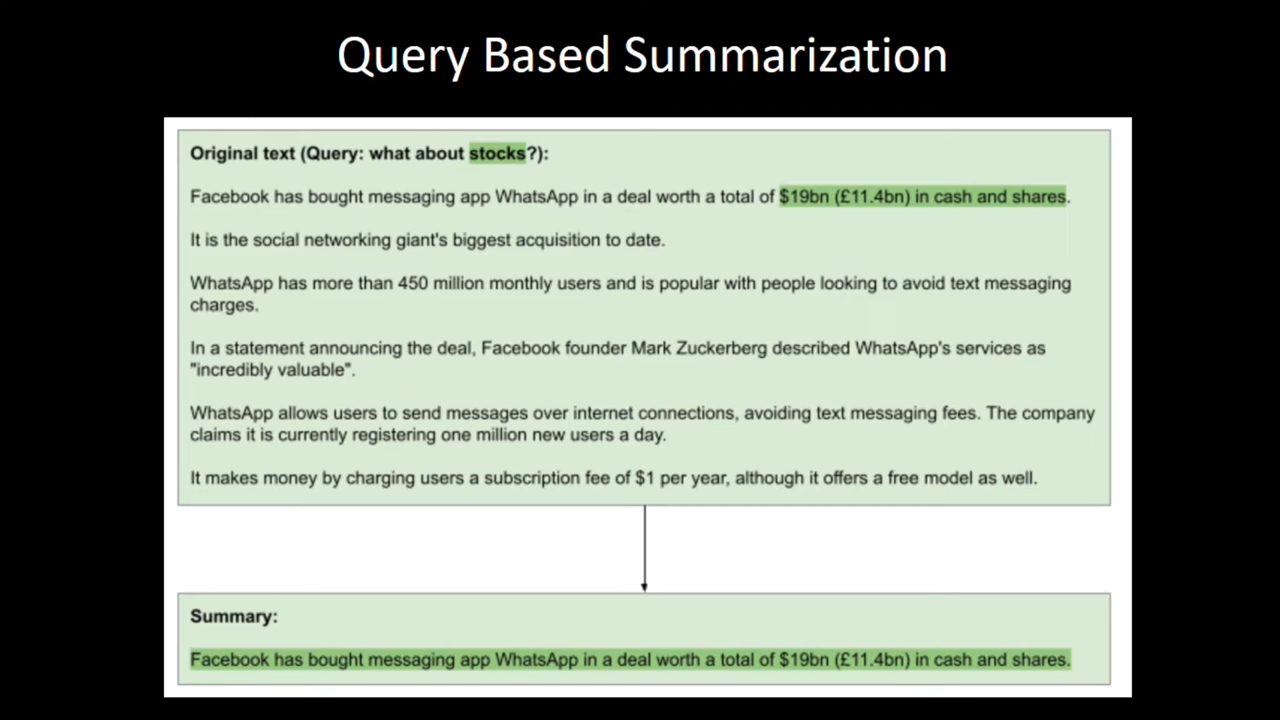 Query Based Summarization
Original text (Query: what about stocks?):
Facebook has bought messaging app WhatsApp in a deal worth a total of $19bn (£11.4bn) in cash and shares.
It is the social networking giant's biggest acquisition to date.
WhatsApp has more than 450 million monthly users and is popular with people looking to avoid text messaging
charges.
In a statement announcing the deal, Facebook founder Mark Zuckerberg described WhatsApp's services as
"incredibly valuable".
WhatsApp allows users to send messages over internet connections, avoiding text messaging fees. The company
claims it is currently registering one million new users a day.
It makes money by charging users a subscription fee of $1 per year, although it offers a free model as well.
Summary:
Facebook has bought messaging app WhatsApp in a deal worth a total of $19bn (£11.4bn) in cash and shares.